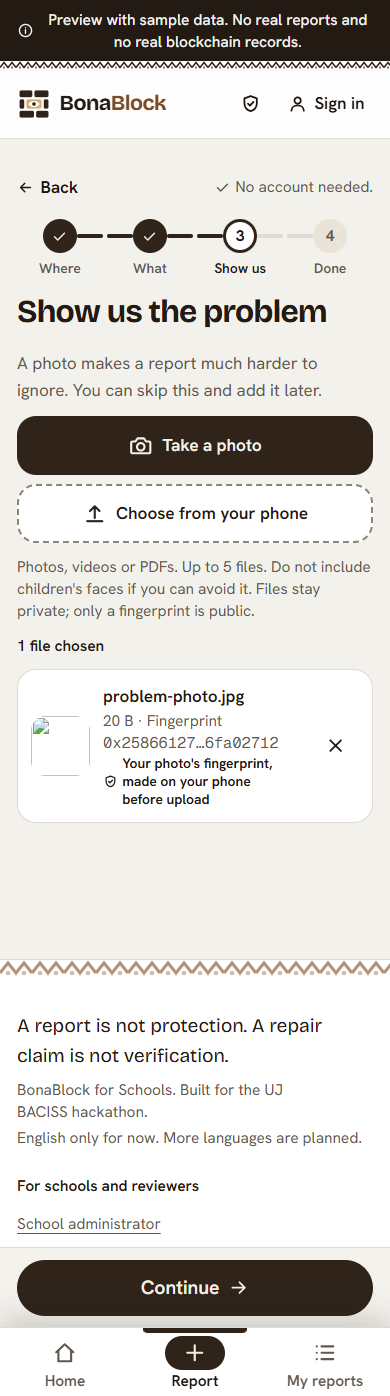 Preview with sample data. No real reports and
no real blockchain records.
BonaBlock
Sign in
Back
No account needed.
3
4
Where
What
Show us
Done
Show us the problem
A photo makes a report much harder to
ignore. You can skip this and add it later.
Take a photo
Choose from your phone
Photos, videos or PDFs. Up to 5 files. Do not include
children's faces if you can avoid it. Files stay
private; only a fingerprint is public.
1 file chosen
problem-photo.jpg
20 B · Fingerprint
0x25866127…6fa02712
Your photo's fingerprint,
made on your phone
before upload
A report is not protection. A repair
claim is not verification.
BonaBlock for Schools. Built for the UJ
BACISS hackathon.
English only for now. More languages are planned.
For schools and reviewers
School administrator
Continue
Home
Report
My reports